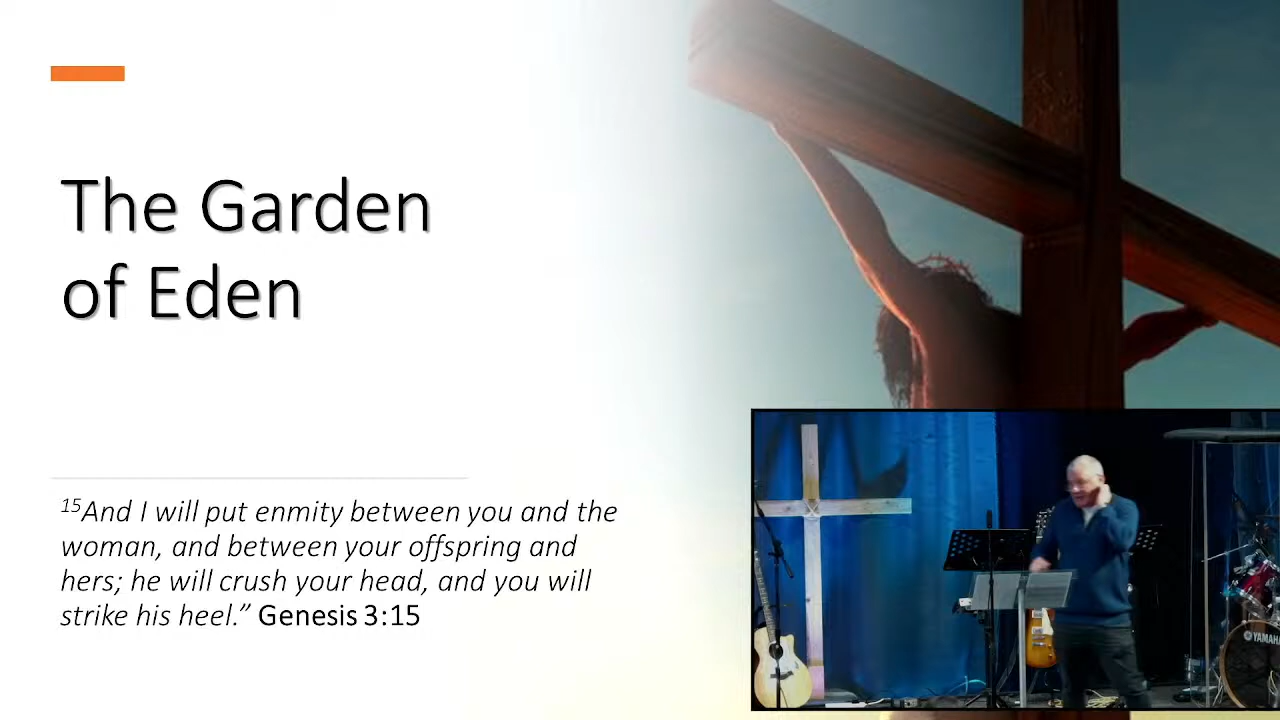 The Garden
of Eden
15And I will put enmity between you and the
woman, and between your offspring and
hers; he will crush your head, and you will
strike his heel.” Genesis 3:15
YAMAHA